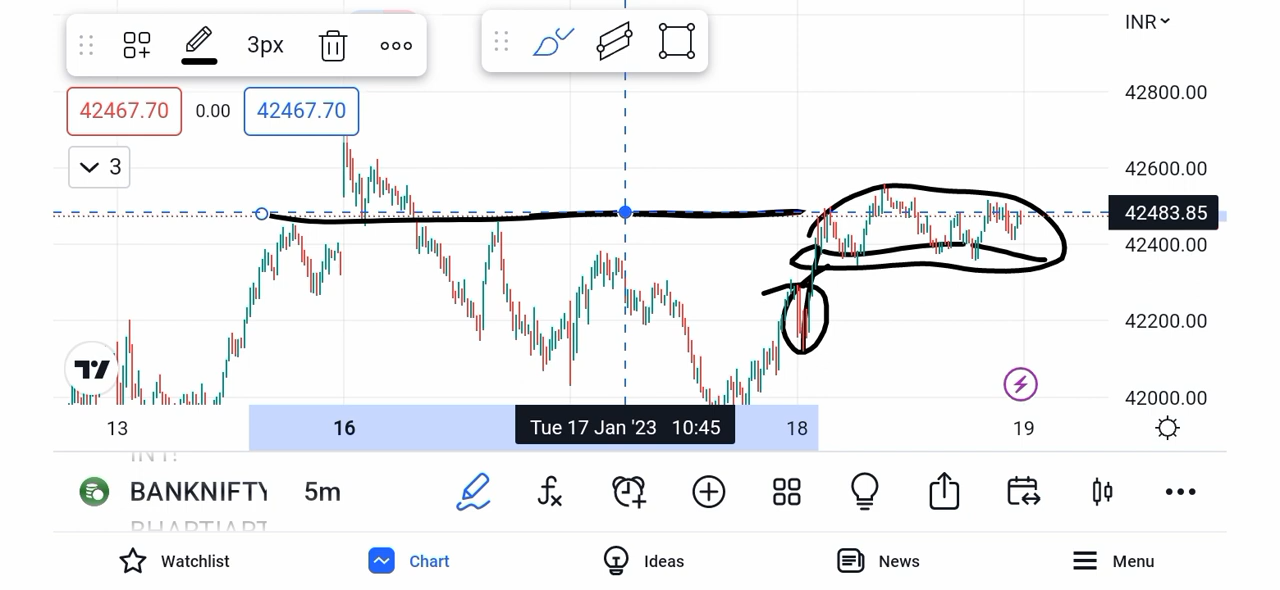 3px
INR
42800.00
42467.70 0.00 42467.70
3
42600.00
42483.85
42400.00
42200.00
42000.00
13 16 Tue 17 Jan '23 10:45 18 19
BANKNIFTY 5m
Watchlist Chart Ideas News Menu